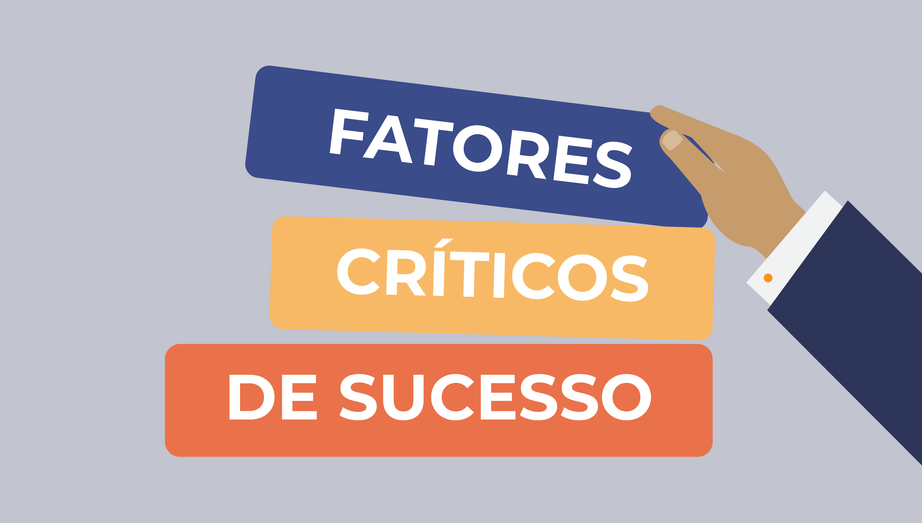 FATORES
CRÍTICOS
DE SUCESSO